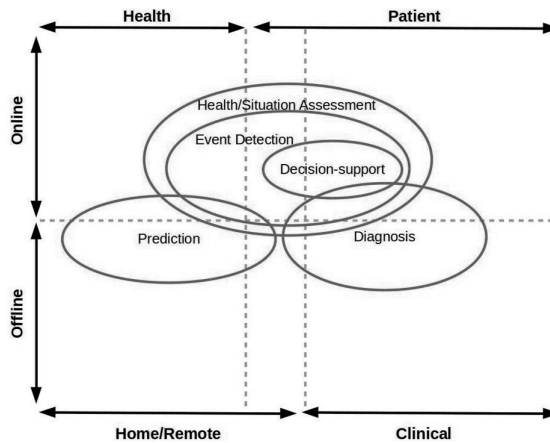 Health
Patient
Online
Health/Situation Assessment
Event Detection
Decision-support
Prediction
Diagnosis
Offline
Home/Remote
Clinical